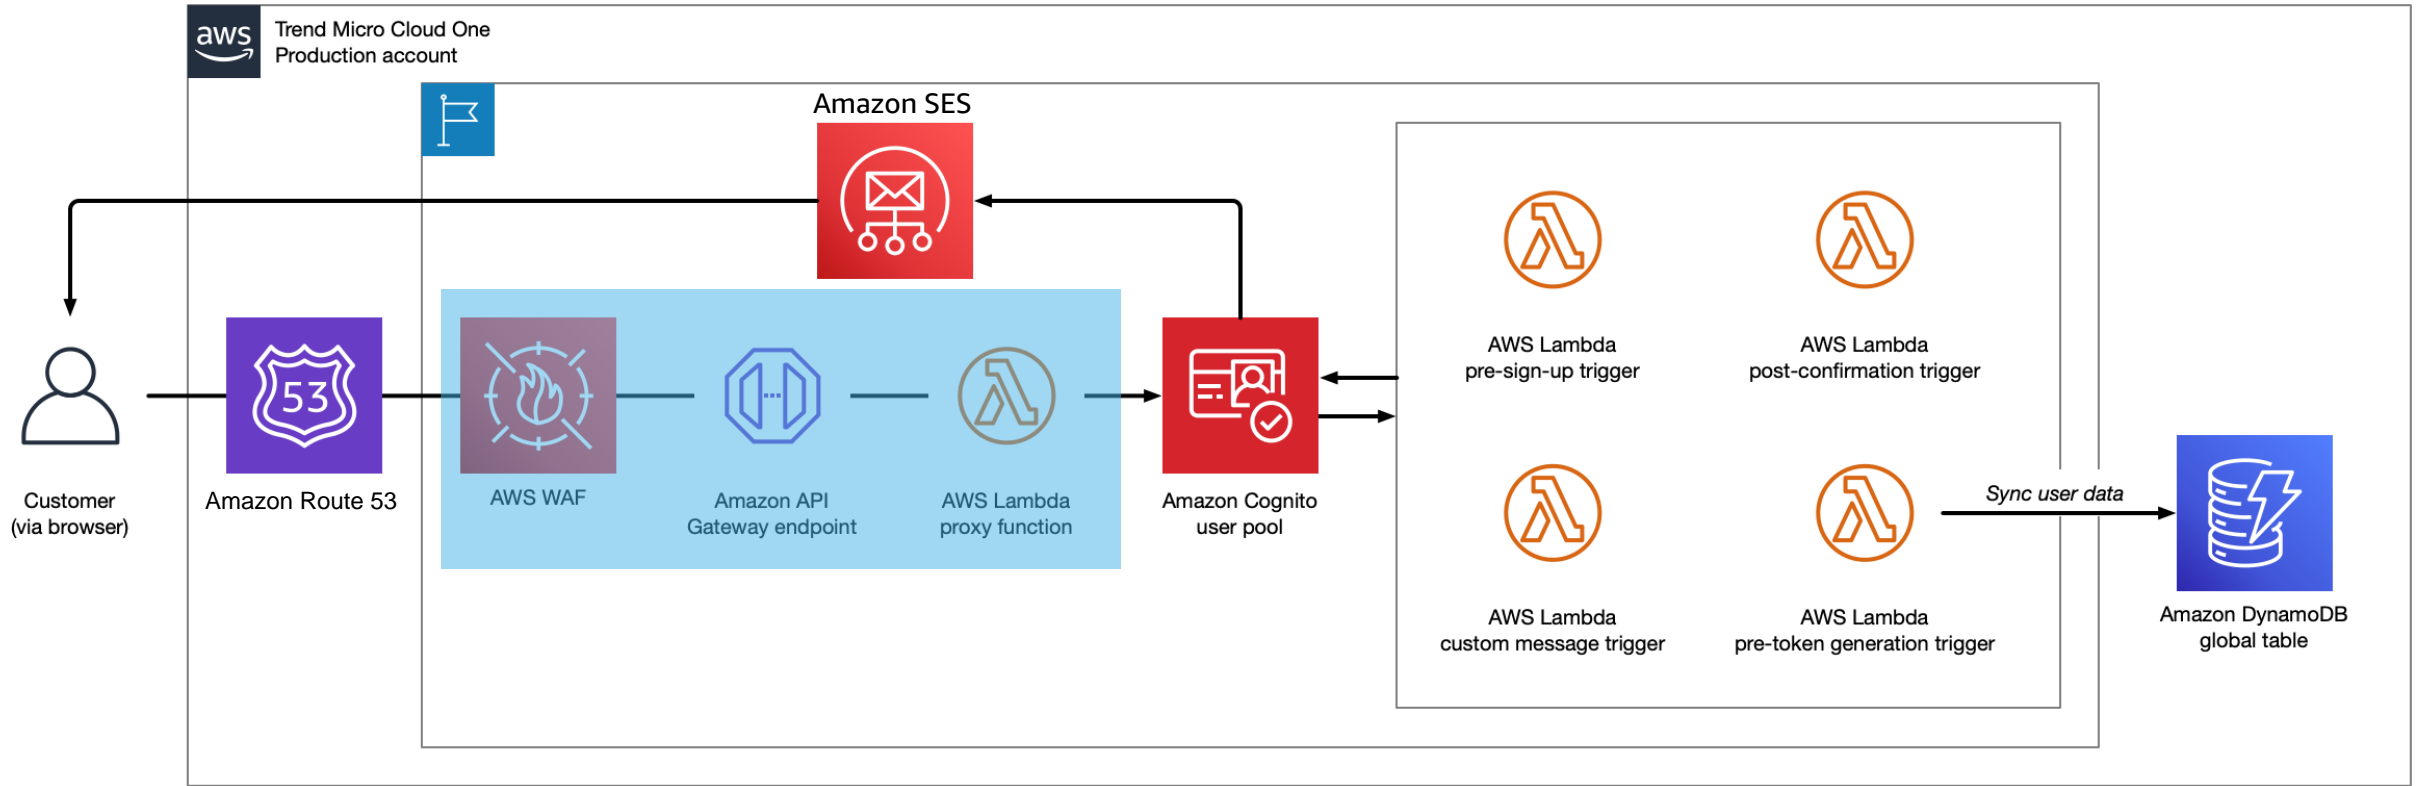 aws
Trend Micro Cloud One
Production account
Amazon SES
53
Customer
(via browser)
Amazon Route 53
AWS WAF
Amazon API
Gateway endpoint
AWS Lambda
proxy function
Amazon Cognito
user pool
AWS Lambda
pre-sign-up trigger
AWS Lambda
post-confirmation trigger
AWS Lambda
custom message trigger
AWS Lambda
pre-token generation trigger
Sync user data
Amazon DynamoDB
global table